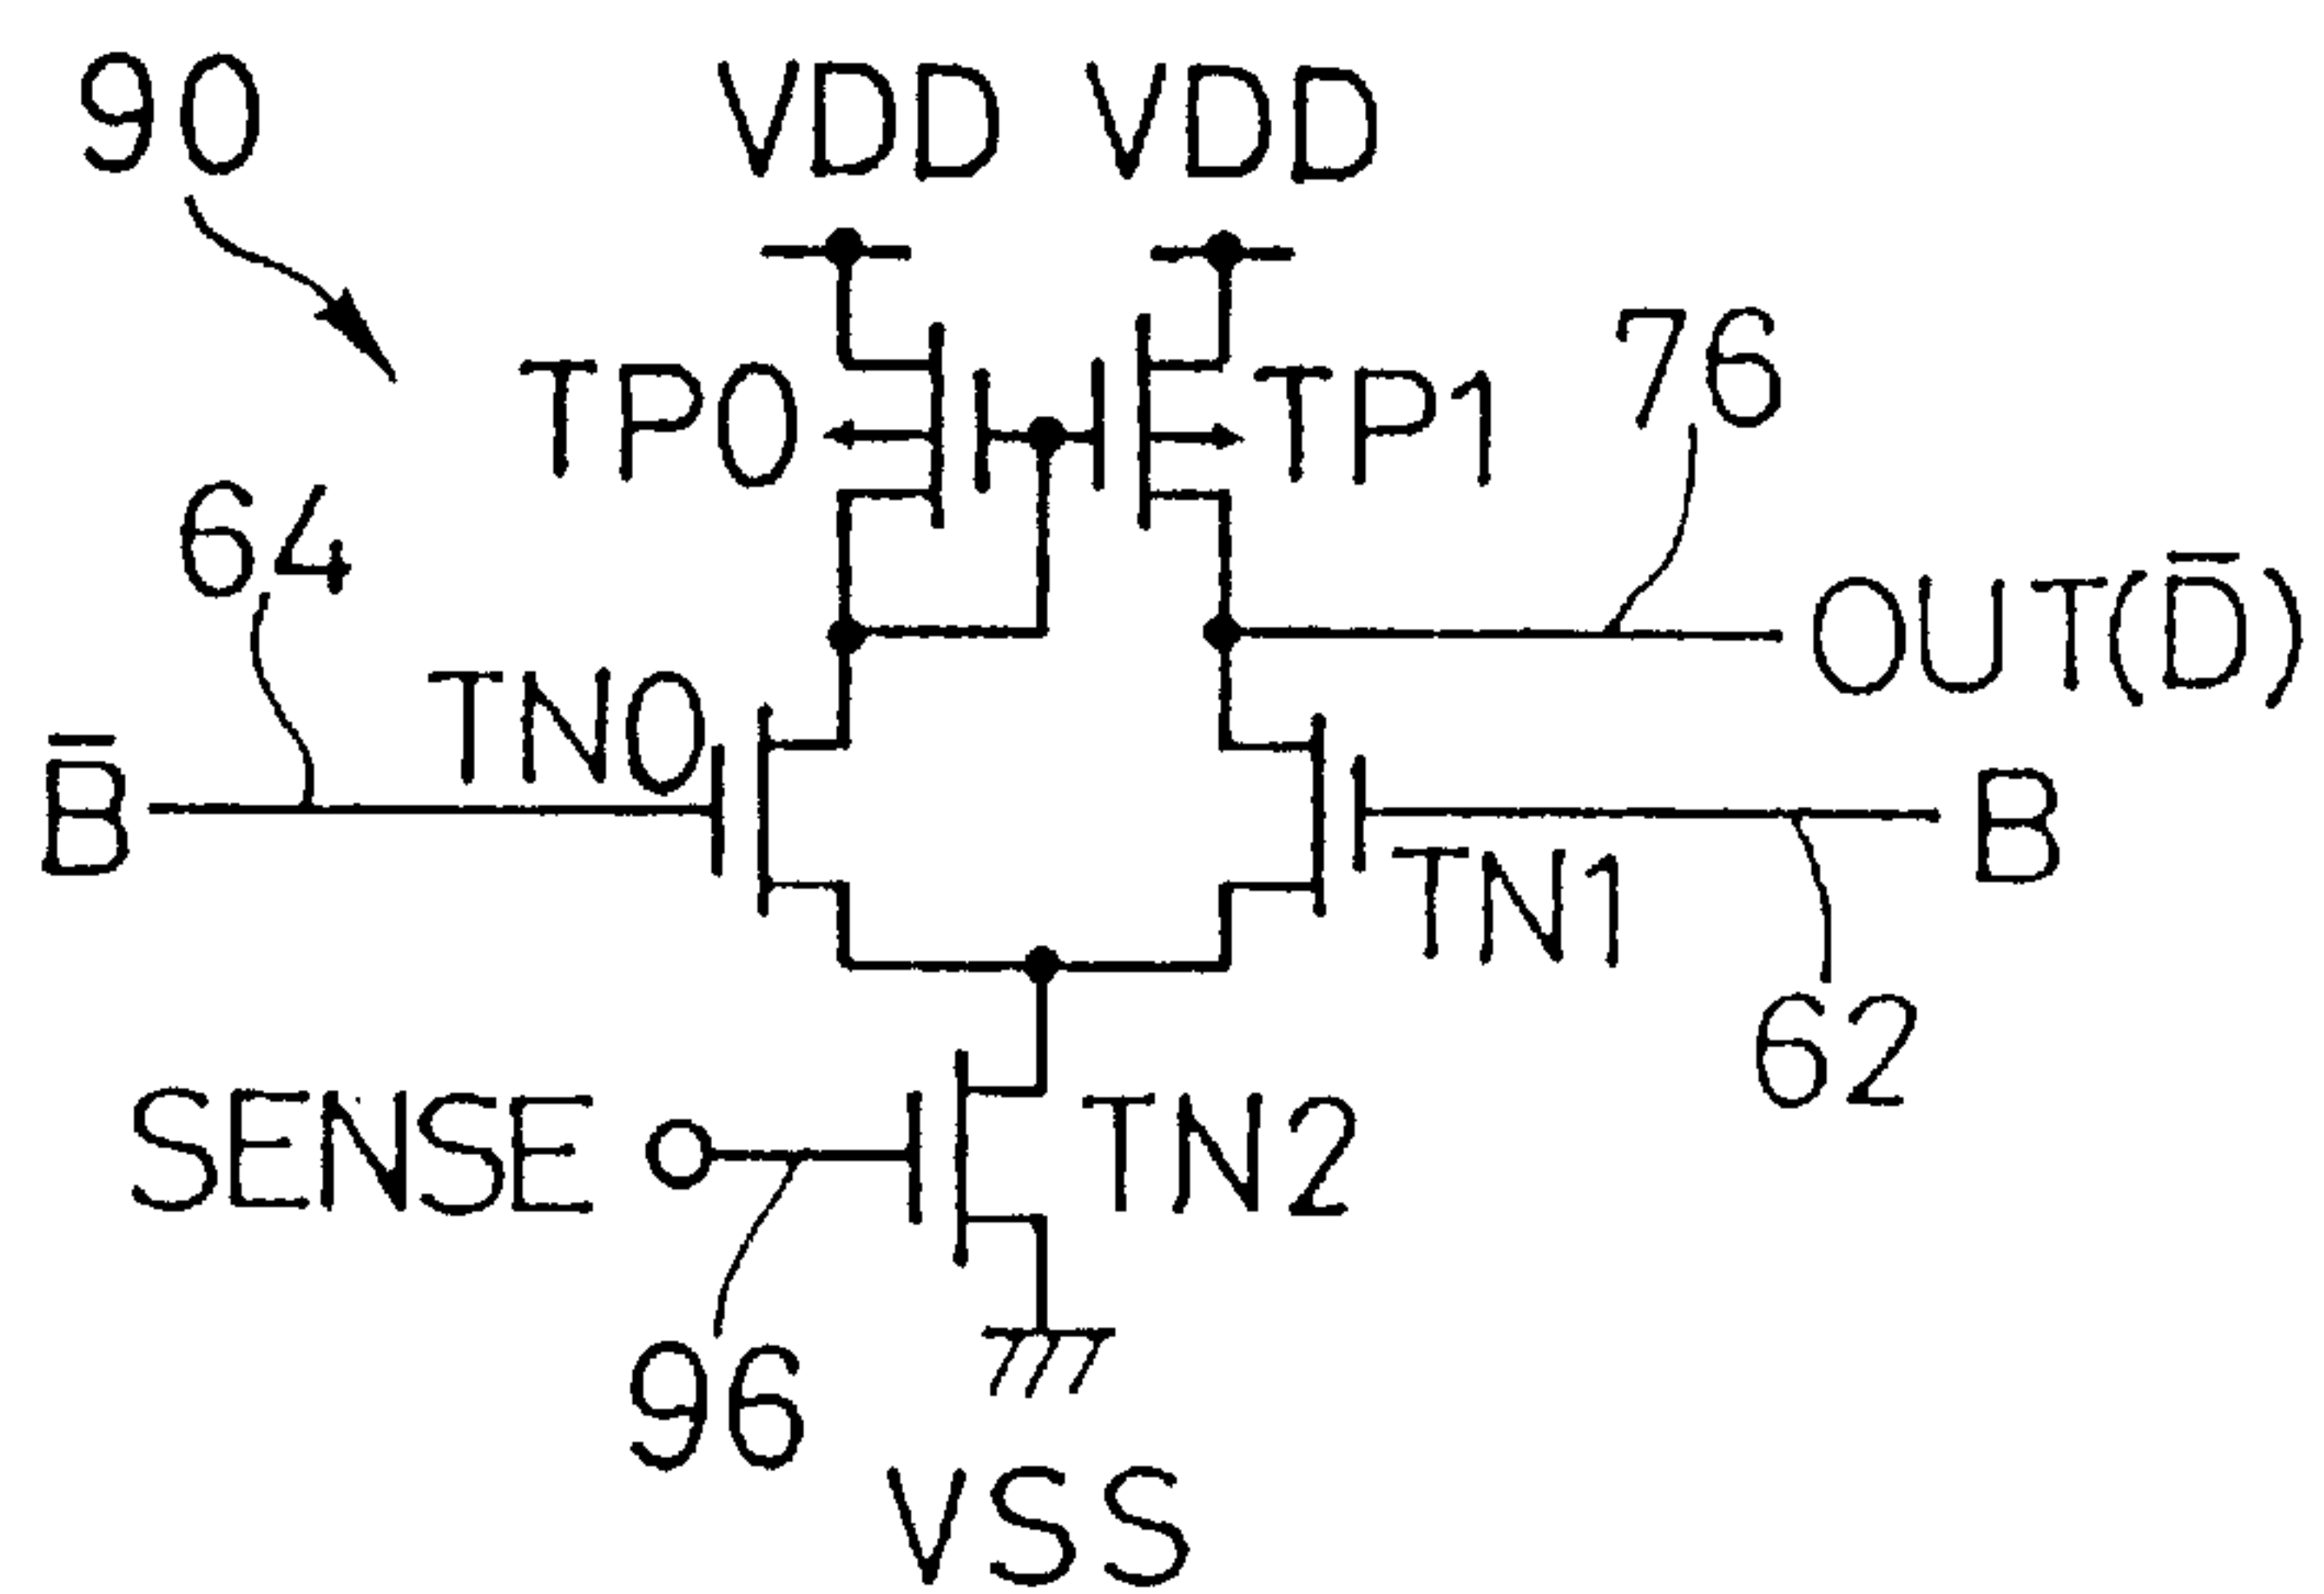 90
VDD VDD
TP0
TP1
76
64
OUT(D̅)
TN0
B̅
B
TN1
62
SENSE
TN2
96
VSS